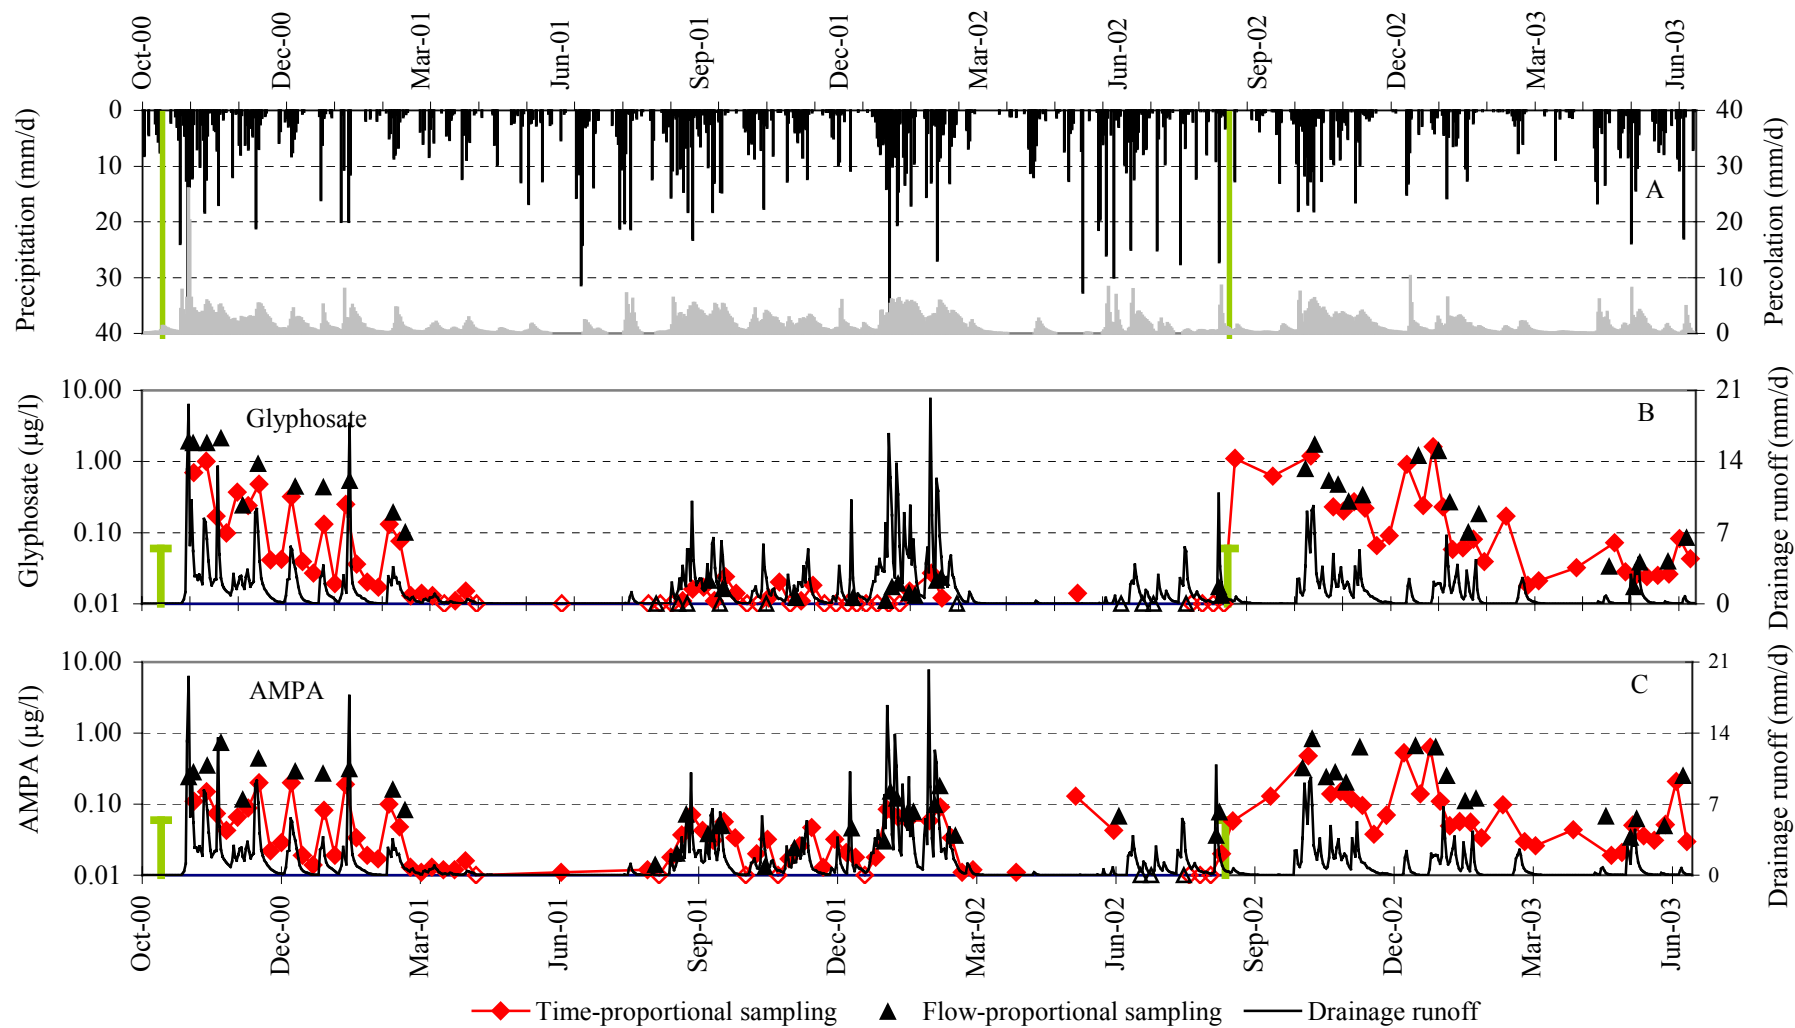 Oct-00 Dec-00 Mar-01 Jun-01 Sep-01 Dec-01 Mar-02 Jun-02 Sep-02 Dec-02 Mar-03 Jun-03
Precipitation (mm/d)
0
10
20
30
40
A
40
30
20
10
0
Percolation (mm/d)
Glyphosate (µg/l)
10.00
1.00
0.10
0.01
Glyphosate
B
21
14
7
0
Drainage runoff (mm/d)
AMPA (µg/l)
10.00
1.00
0.10
0.01
AMPA
C
21
14
7
0
Drainage runoff (mm/d)
Oct-00 Dec-00 Mar-01 Jun-01 Sep-01 Dec-01 Mar-02 Jun-02 Sep-02 Dec-02 Mar-03 Jun-03
Time-proportional sampling Flow-proportional sampling Drainage runoff